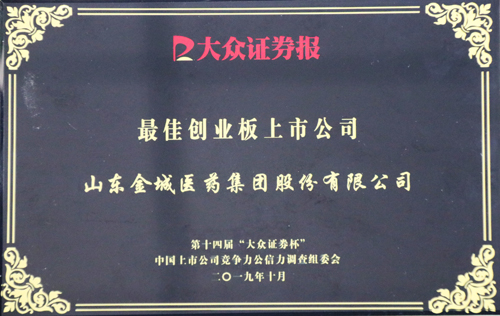 大众证券报
最佳创业板上市公司
山东金城医药集团股份有限公司
第十四届“大众证券杯”
中国上市公司竞争力公信力调查组委会
二〇一九年十月